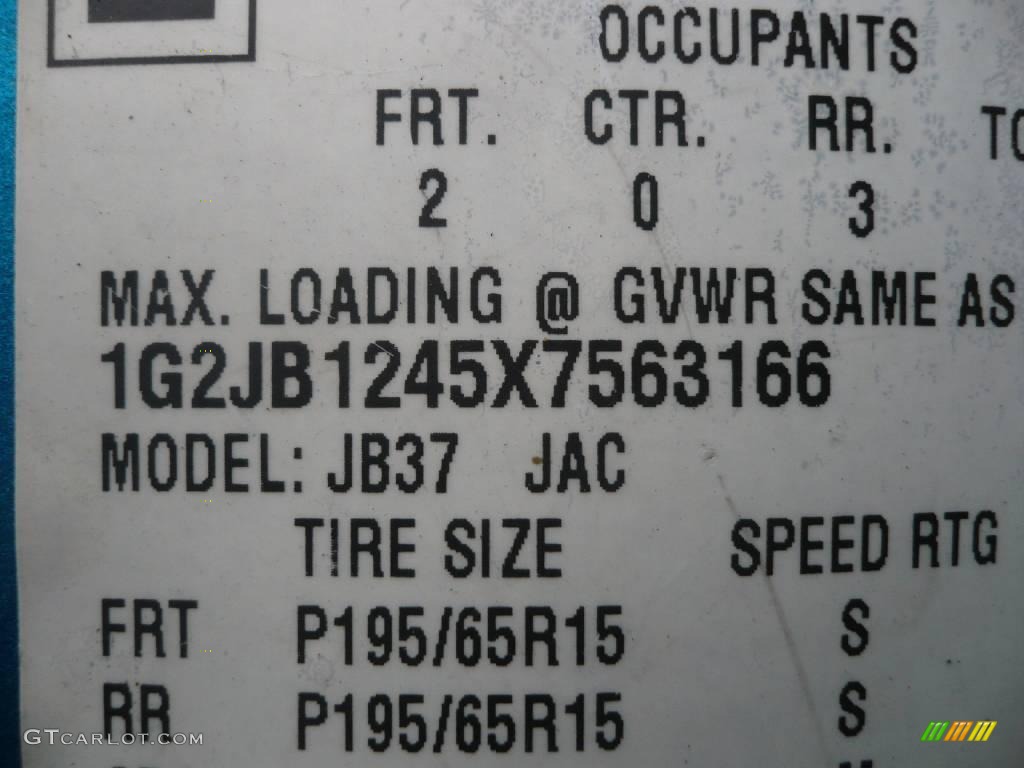 OCCUPANTS
FRT. CTR. RR.
2 0 3
MAX. LOADING @ GVWR SAME AS
1G2JB1245X7563166
MODEL: JB37 JAC
TIRE SIZE SPEED RTG
FRT P195/65R15 S
RR P195/65R15 S
GTCARLOT.COM